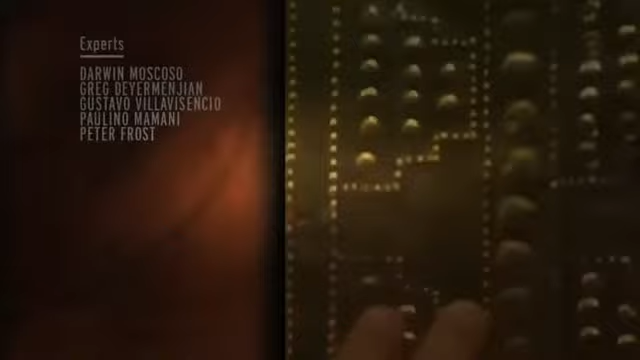 Experts
DARWIN MOSCOSO
GREG DEYERMENJIAN
GUSTAVO VILLAVISENCIO
PAULINO MAMANI
PETER FROST